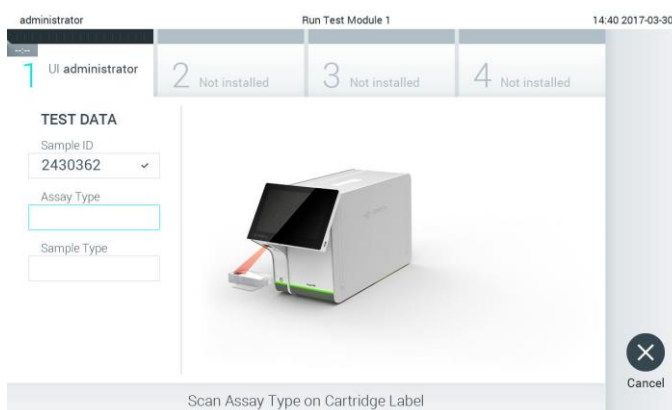 administrator Run Test Module 1 14:40 2017-03-30
--:--
1 UI administrator 2 Not installed 3 Not installed 4 Not installed
TEST DATA
Sample ID
2430362
Assay Type
Sample Type
Cancel
Scan Assay Type on Cartridge Label